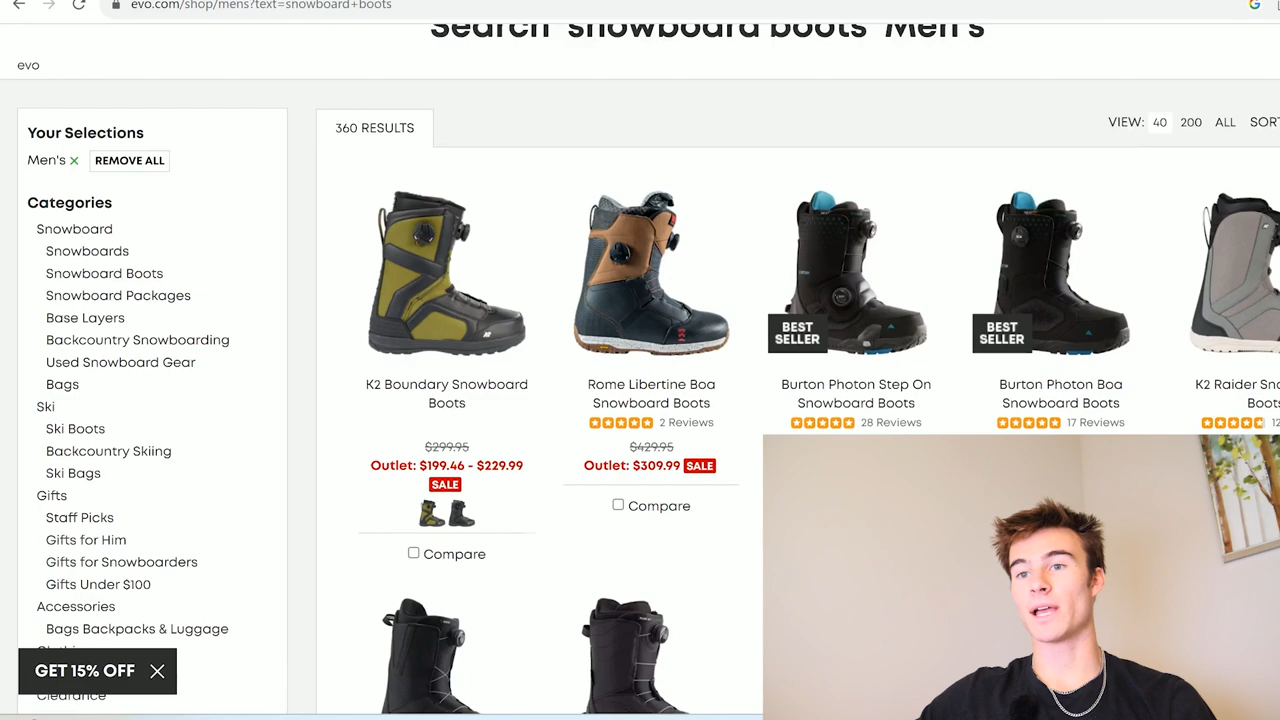 evo.com/shop/mens?text=snowboard+boots
Search "snowboard boots" Men's
evo
Your Selections
Men's ×
REMOVE ALL
Categories
Snowboard
Snowboards
Snowboard Boots
Snowboard Packages
Base Layers
Backcountry Snowboarding
Used Snowboard Gear
Bags
Ski
Ski Boots
Backcountry Skiing
Ski Bags
Gifts
Staff Picks
Gifts for Him
Gifts for Snowboarders
Gifts Under $100
Accessories
Bags Backpacks & Luggage
Clearance
GET 15% OFF
360 RESULTS
VIEW: 40 200 ALL
K2 Boundary Snowboard
Boots
$299.95
Outlet: $199.46 - $229.99
SALE
Compare
Rome Libertine Boa
Snowboard Boots
2 Reviews
$429.95
Outlet: $309.99 SALE
Compare
BEST
SELLER
Burton Photon Step On
Snowboard Boots
28 Reviews
BEST
SELLER
Burton Photon Boa
Snowboard Boots
17 Reviews
K2 Raider